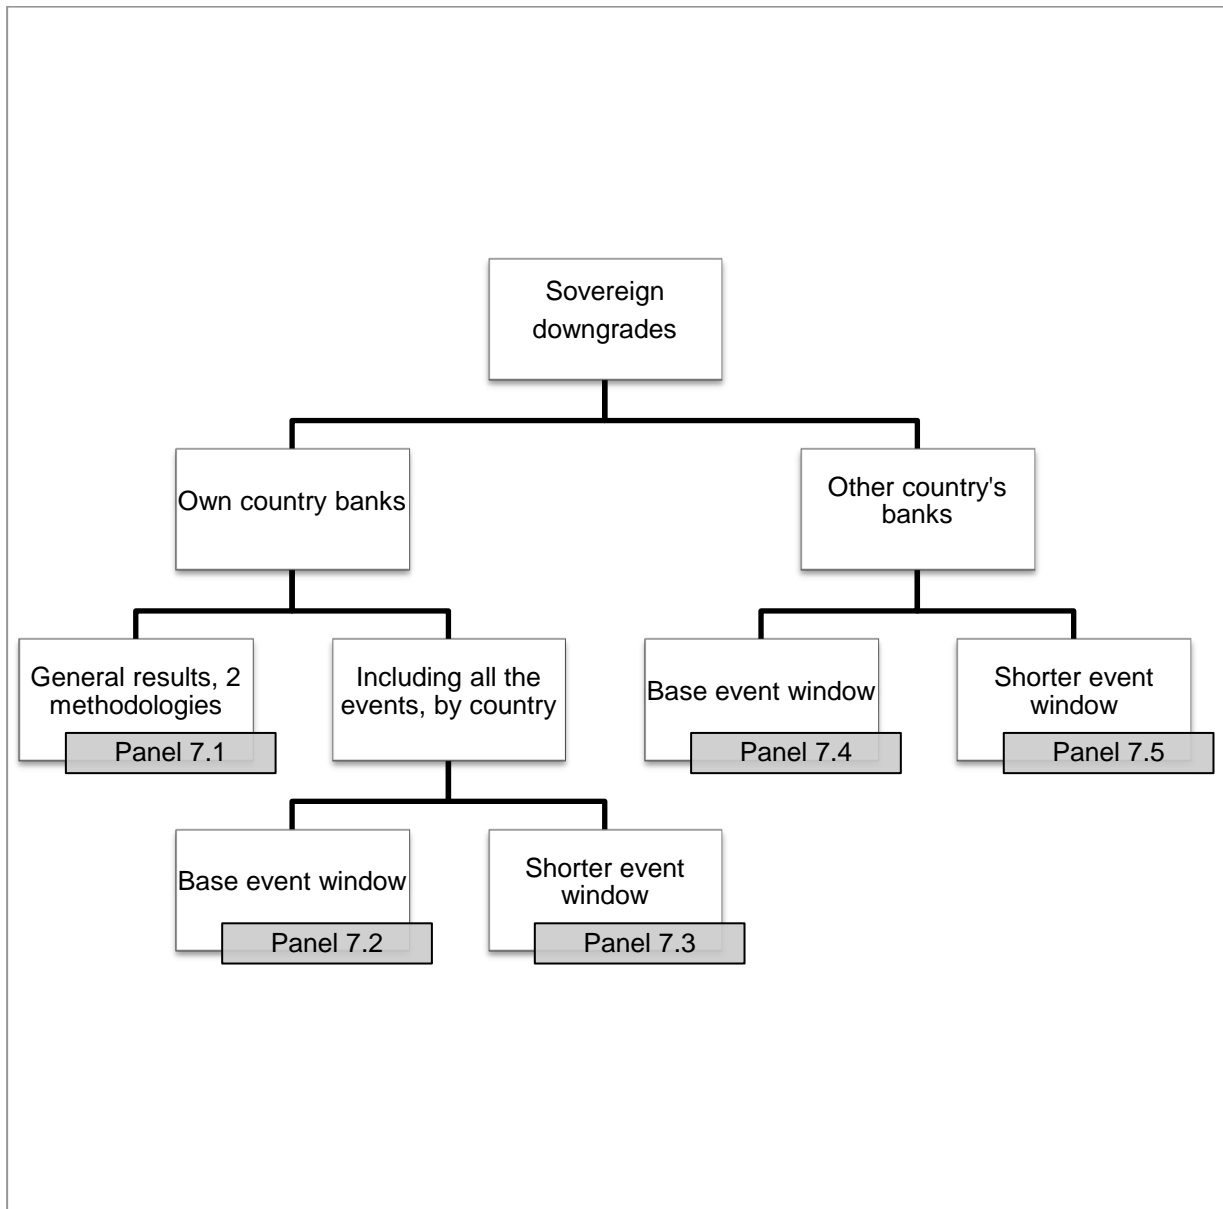 Sovereign
downgrades
Own country banks
Other country's
banks
General results, 2
methodologies
Panel 7.1
Including all the
events, by country
Base event window
Panel 7.4
Shorter event
window
Panel 7.5
Base event window
Panel 7.2
Shorter event
window
Panel 7.3